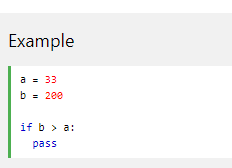 Example
a = 33
b = 200

if b > a:
  pass